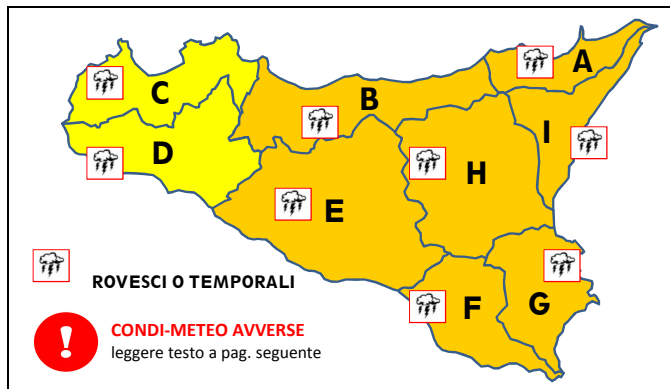 A
C
B
I
D
H
E
ROVESCI O TEMPORALI
F
G
CONDI-METEO AVVERSE
leggere testo a pag. seguente